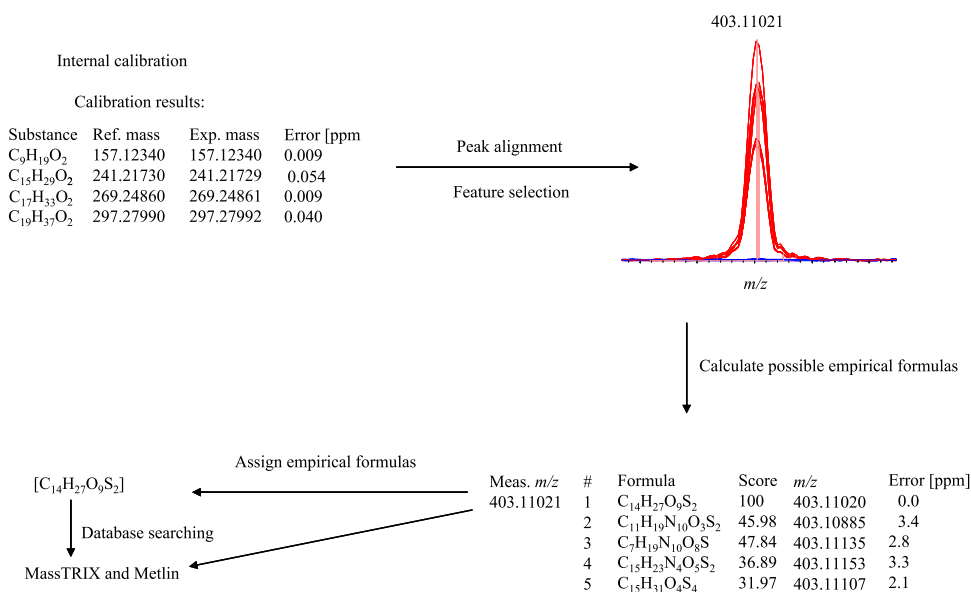 403.11021
Internal calibration
Calibration results:
Substance Ref. mass Exp. mass Error [ppm
C₉H₁₉O₂ 157.12340 157.12340 0.009
C₁₅H₂₉O₂ 241.21730 241.21729 0.054
C₁₇H₃₃O₂ 269.24860 269.24861 0.009
C₁₉H₃₇O₂ 297.27990 297.27992 0.040
Peak alignment
Feature selection
m/z
Calculate possible empirical formulas
Assign empirical formulas
[C₁₄H₂₇O₉S₂]
Database searching
MassTRIX and Metlin
Meas. m/z # Formula Score m/z Error [ppm]
403.11021 1 C₁₄H₂₇O₉S₂ 100 403.11020 0.0
2 C₁₁H₁₉N₁₀O₃S₂ 45.98 403.10885 3.4
3 C₇H₁₉N₁₀O₈S 47.84 403.11135 2.8
4 C₁₅H₂₃N₄O₅S₂ 36.89 403.11153 3.3
5 C₁₅H₃₁O₄S₄ 31.97 403.11107 2.1